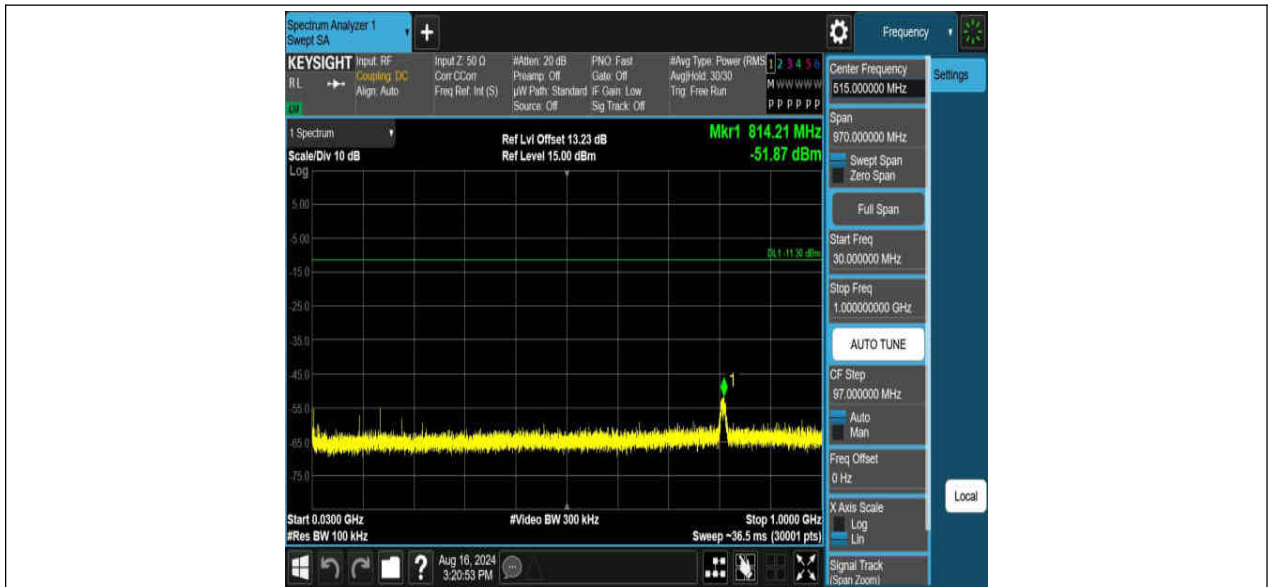 Spectrum Analyzer 1
Swept SA
Frequency
KEYSIGHT
RL
Input: RF
Coupling: DC
Align: Auto
Input Z: 50 Ω
Corr CCorr
Freq Ref: Int (S)
#Atten: 20 dB
Preamp: Off
µW Path: Standard
Source: Off
PNO: Fast
Gate: Off
IF Gain: Low
Sig Track: Off
#Avg Type: Power (RMS
Avg|Hold: 30/30
Trig: Free Run
1 2 3 4 5 6
M W W W W W
P P P P P P
Center Frequency
515.000000 MHz
Settings
1 Spectrum
Scale/Div 10 dB
Log
Ref Lvl Offset 13.23 dB
Ref Level 15.00 dBm
Mkr1 814.21 MHz
-51.87 dBm
Span
970.000000 MHz
Swept Span
Zero Span
Full Span
Start Freq
30.000000 MHz
Stop Freq
1.000000000 GHz
AUTO TUNE
CF Step
97.000000 MHz
Auto
Man
Freq Offset
0 Hz
X Axis Scale
Log
Lin
Signal Track
(Span Zoom)
Local
5.00
-5.00
DL1 -11.30 dBm
-15.0
-25.0
-35.0
-45.0
1
-55.0
-65.0
-75.0
Start 0.0300 GHz
#Res BW 100 kHz
#Video BW 300 kHz
Stop 1.0000 GHz
Sweep ~36.5 ms (30001 pts)
Aug 16, 2024
3:20:53 PM